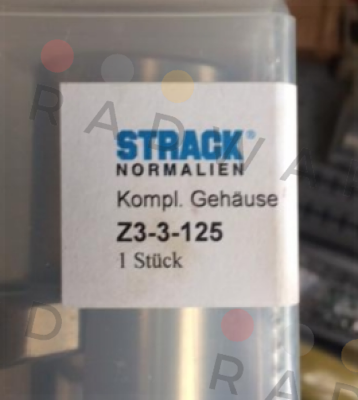 STRACK®
NORMALIEN
Kompl. Gehäuse
Z3-3-125
1 Stück